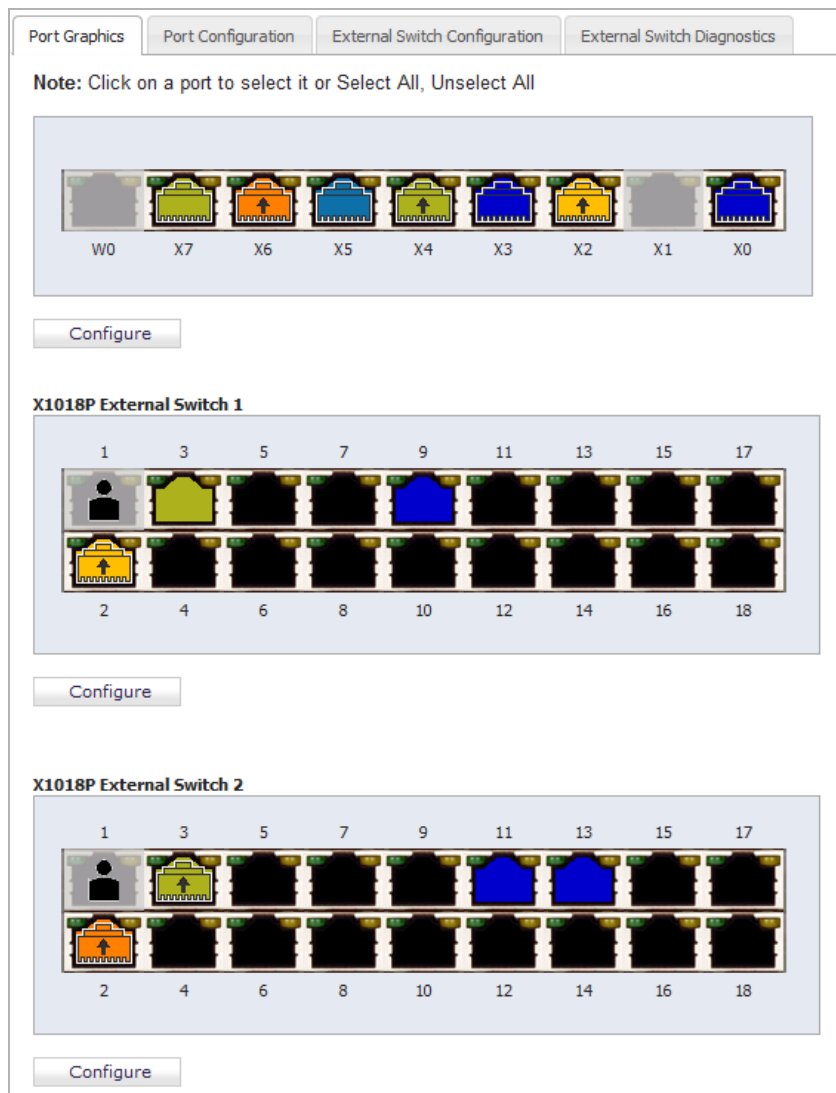 Port Graphics Port Configuration External Switch Configuration External Switch Diagnostics
Note: Click on a port to select it or Select All, Unselect All
W0 X7 X6 X5 X4 X3 X2 X1 X0
Configure
X1018P External Switch 1
1 3 5 7 9 11 13 15 17
2 4 6 8 10 12 14 16 18
Configure
X1018P External Switch 2
1 3 5 7 9 11 13 15 17
2 4 6 8 10 12 14 16 18
Configure